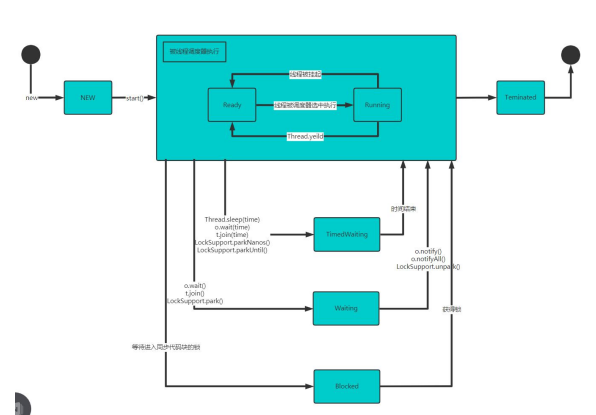 被线程调度器执行
线程被挂起
new
NEW
start()
Ready
线程被调度器选中执行
Running
Teminated
Thread.yeild
时间结束
Thread.sleep(time)
o.wait(time)
t.join(time)
LockSupport.parkNanos()
LockSupport.parkUntil()
TimedWaiting
o.notify()
o.notifyAll()
LockSupport.unpark()
o.wait()
t.join()
LockSupport.park()
Waiting
获得锁
等待进入同步代码块的锁
Blocked